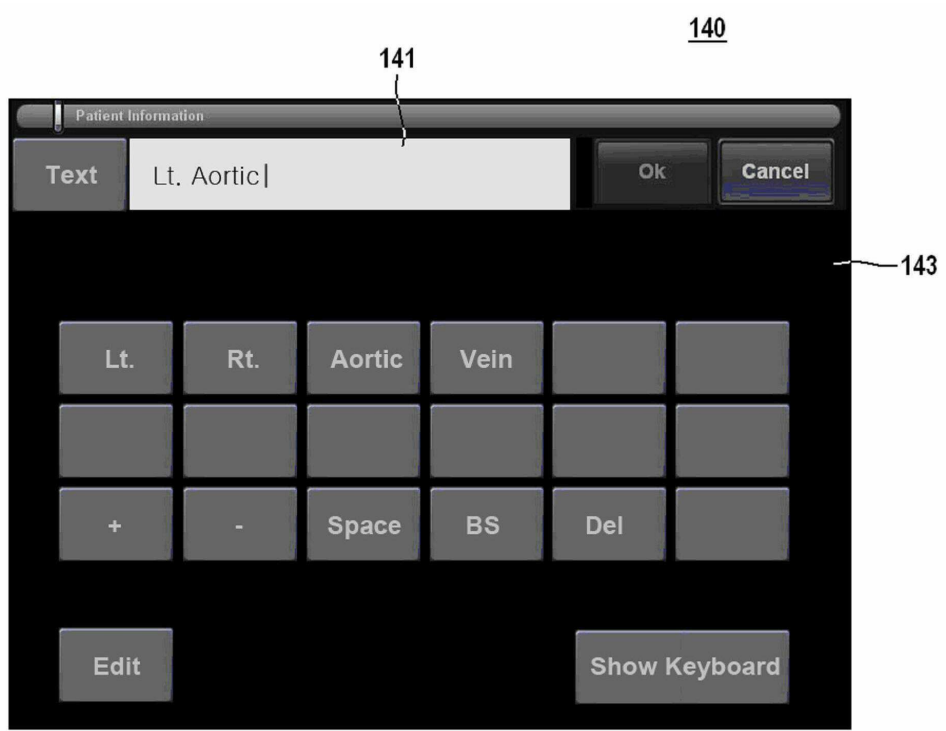 140
141
Patient Information
Text Lt. Aortic Ok Cancel
143
Lt. Rt. Aortic Vein
+ - Space BS Del
Edit Show Keyboard